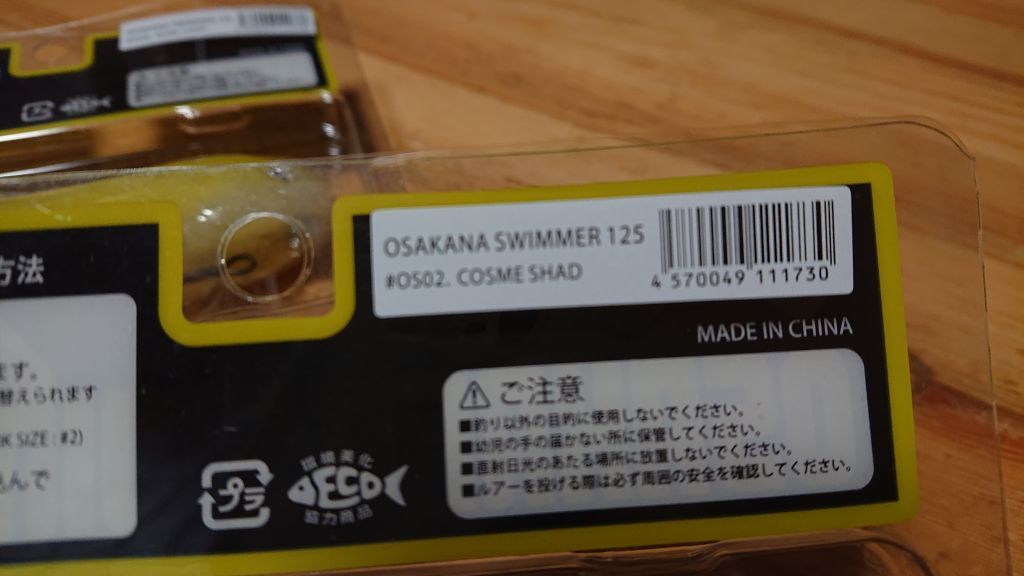 方法
ます。
替えられます
SIZE : #2)
んで
OSAKANA SWIMMER 125
#OS02. COSME SHAD
4 570049 111730
MADE IN CHINA
ご注意
■釣り以外の目的に使用しないでください。
■幼児の手の届かない所に保管してください。
■直射日光のあたる場所に放置しないでください。
■ルアーを投げる際は必ず周囲の安全を確認してください。
プラ
環境美化
ECO
協力商品